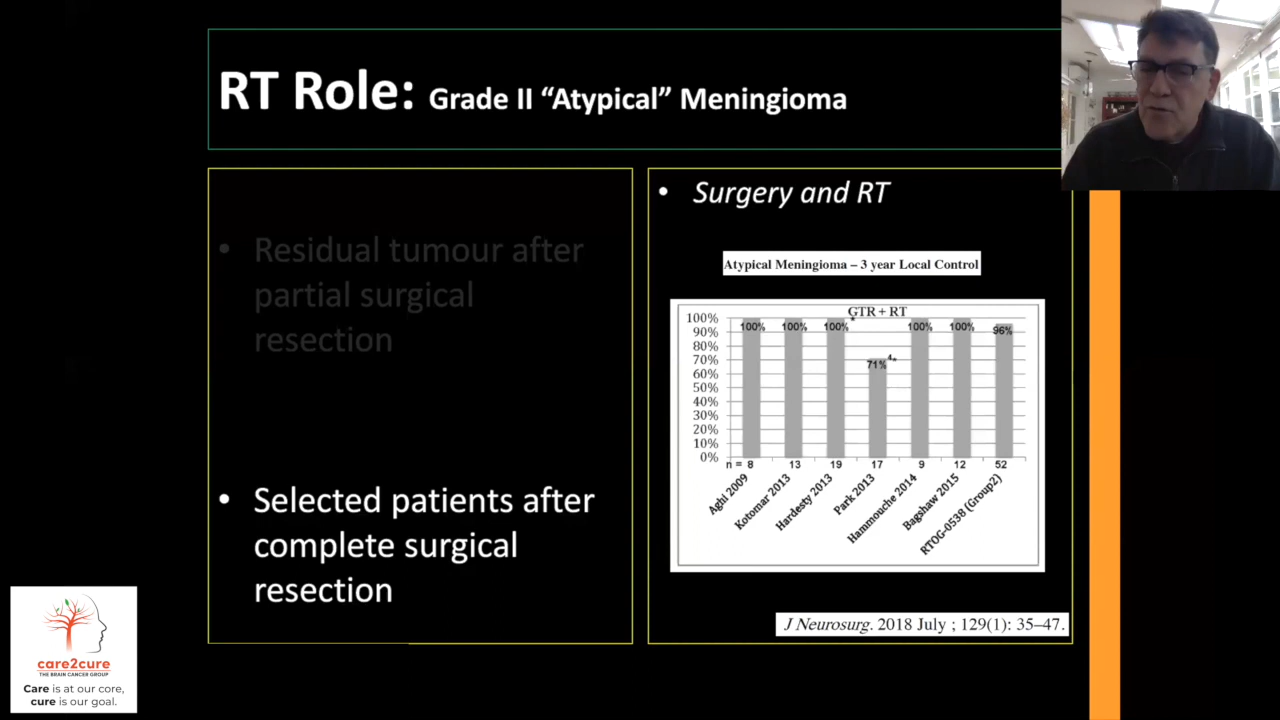 RT Role: Grade II “Atypical” Meningioma
• Residual tumour after
partial surgical
resection
• Selected patients after
complete surgical
resection
• Surgery and RT
Atypical Meningioma – 3 year Local Control
GTR + RT
100%
90%
80%
70%
60%
50%
40%
30%
20%
10%
0%
100% 100% 100%* 71%4* 100% 100% 96%
n = 8 13 19 17 9 12 52
Aghi 2009
Kotomar 2013
Hardesty 2013
Park 2013
Hammouche 2014
Bagshaw 2015
RTOG-0538 (Group2)
J Neurosurg. 2018 July ; 129(1): 35–47.
care2cure
THE BRAIN CANCER GROUP
Care is at our core,
cure is our goal.